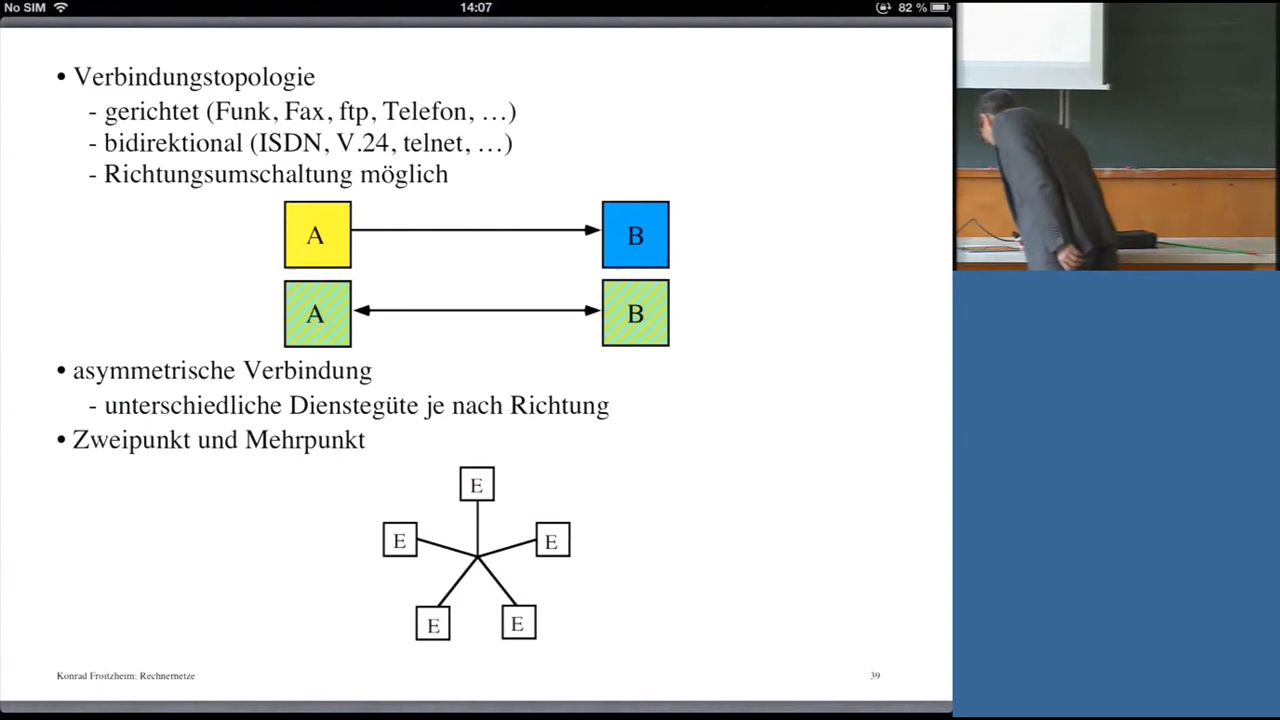 No SIM 14:07 82 %
• Verbindungstopologie
- gerichtet (Funk, Fax, ftp, Telefon, …)
- bidirektional (ISDN, V.24, telnet, …)
- Richtungsumschaltung möglich
A B
A B
• asymmetrische Verbindung
- unterschiedliche Dienstegüte je nach Richtung
• Zweipunkt und Mehrpunkt
E
E E
E E
Konrad Froitzheim: Rechnernetze 39